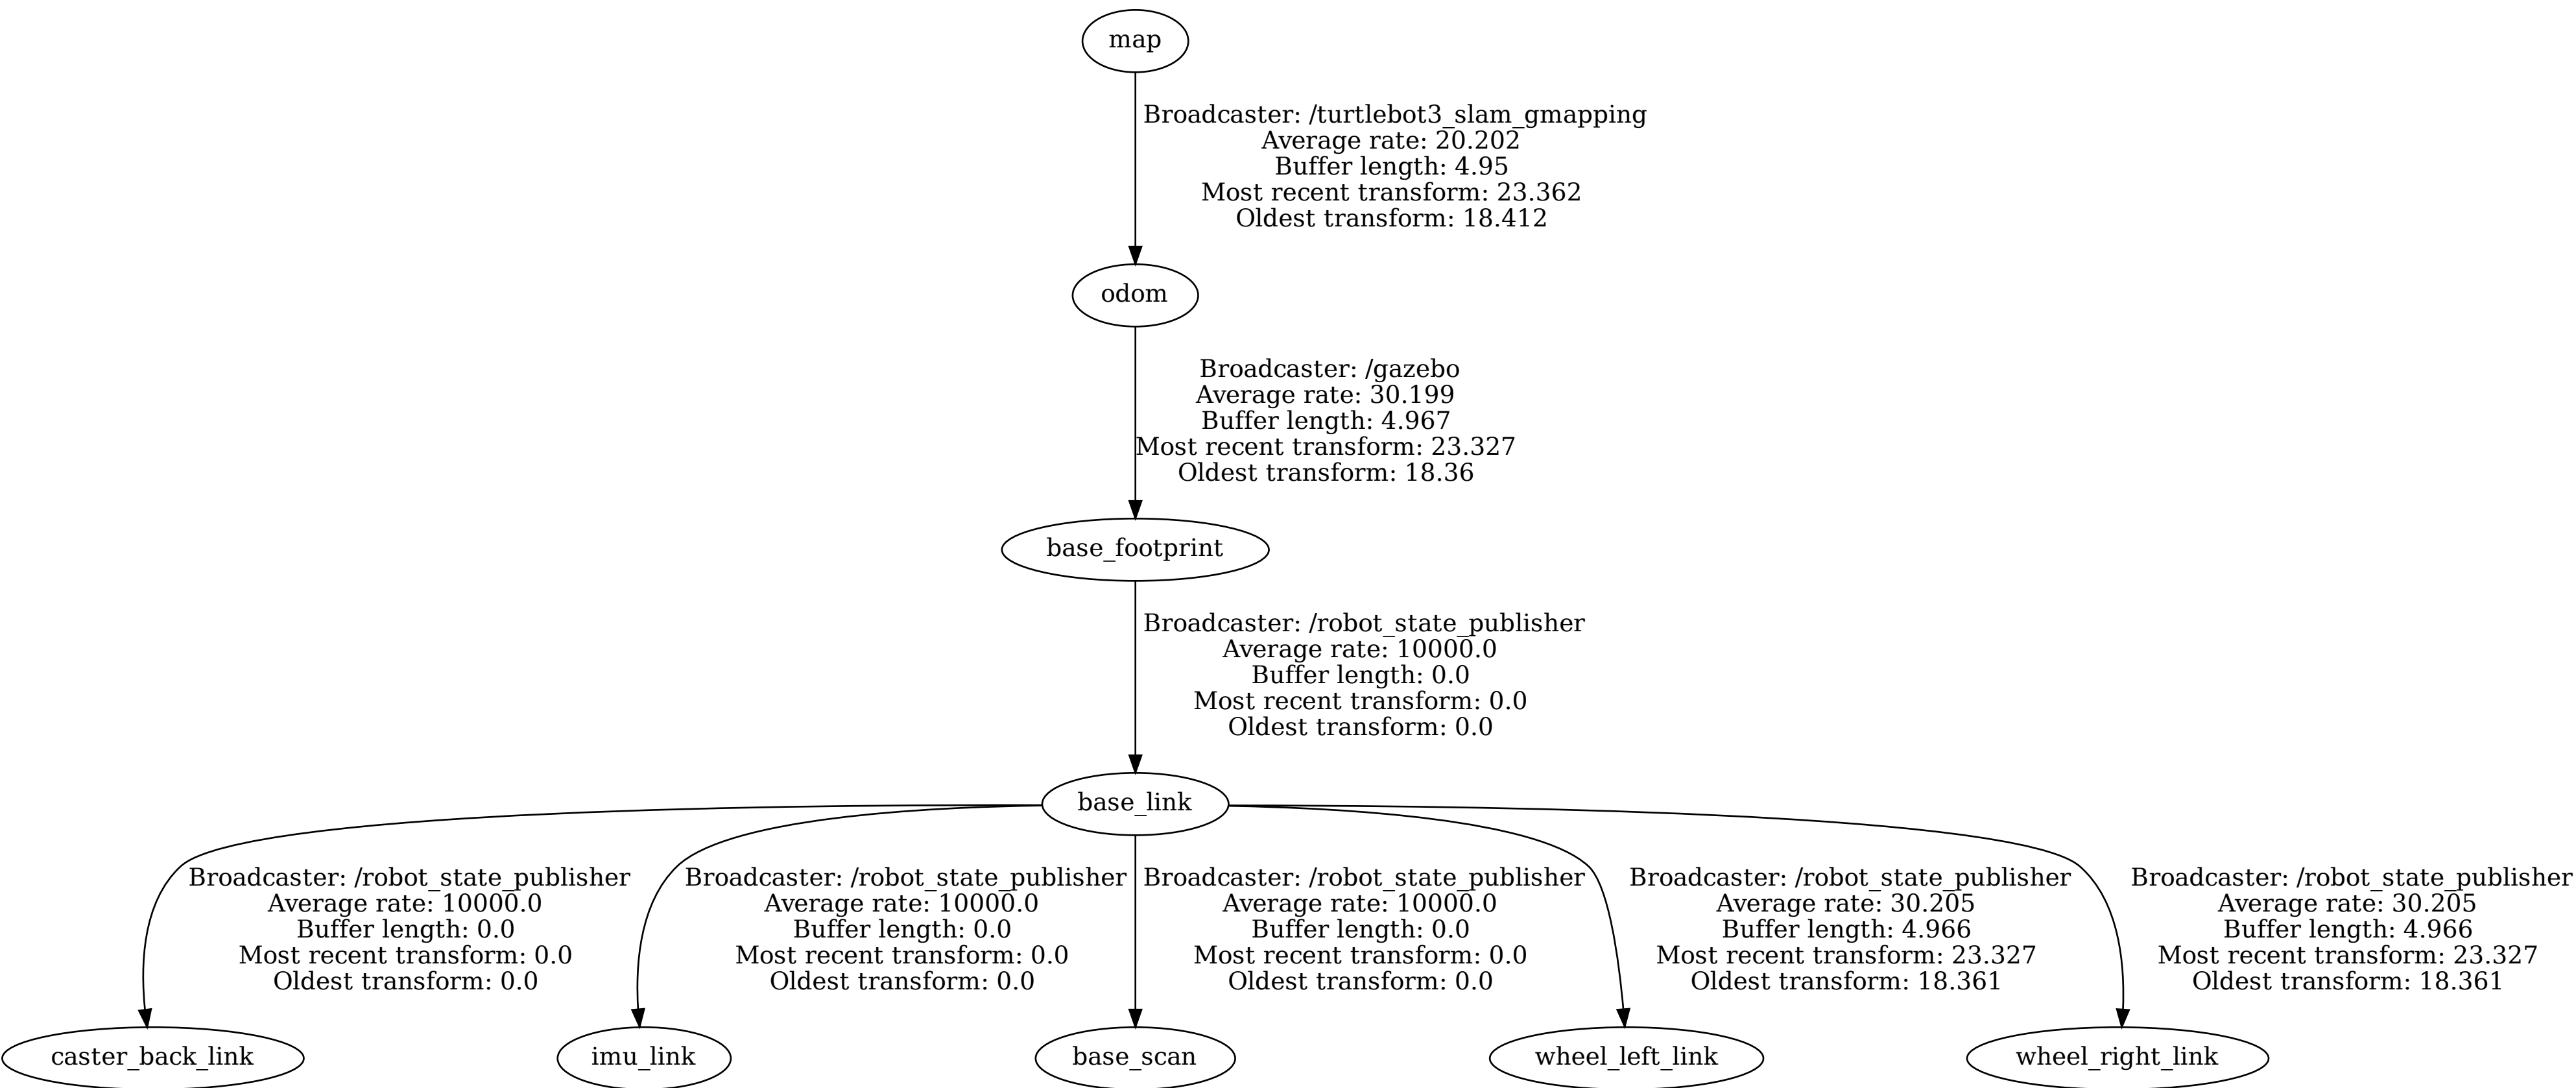 map
Broadcaster: /turtlebot3_slam_gmapping
Average rate: 20.202
Buffer length: 4.95
Most recent transform: 23.362
Oldest transform: 18.412
odom
Broadcaster: /gazebo
Average rate: 30.199
Buffer length: 4.967
Most recent transform: 23.327
Oldest transform: 18.36
base_footprint
Broadcaster: /robot_state_publisher
Average rate: 10000.0
Buffer length: 0.0
Most recent transform: 0.0
Oldest transform: 0.0
base_link
Broadcaster: /robot_state_publisher
Average rate: 10000.0
Buffer length: 0.0
Most recent transform: 0.0
Oldest transform: 0.0
Broadcaster: /robot_state_publisher
Average rate: 10000.0
Buffer length: 0.0
Most recent transform: 0.0
Oldest transform: 0.0
Broadcaster: /robot_state_publisher
Average rate: 10000.0
Buffer length: 0.0
Most recent transform: 0.0
Oldest transform: 0.0
Broadcaster: /robot_state_publisher
Average rate: 30.205
Buffer length: 4.966
Most recent transform: 23.327
Oldest transform: 18.361
Broadcaster: /robot_state_publisher
Average rate: 30.205
Buffer length: 4.966
Most recent transform: 23.327
Oldest transform: 18.361
caster_back_link
imu_link
base_scan
wheel_left_link
wheel_right_link